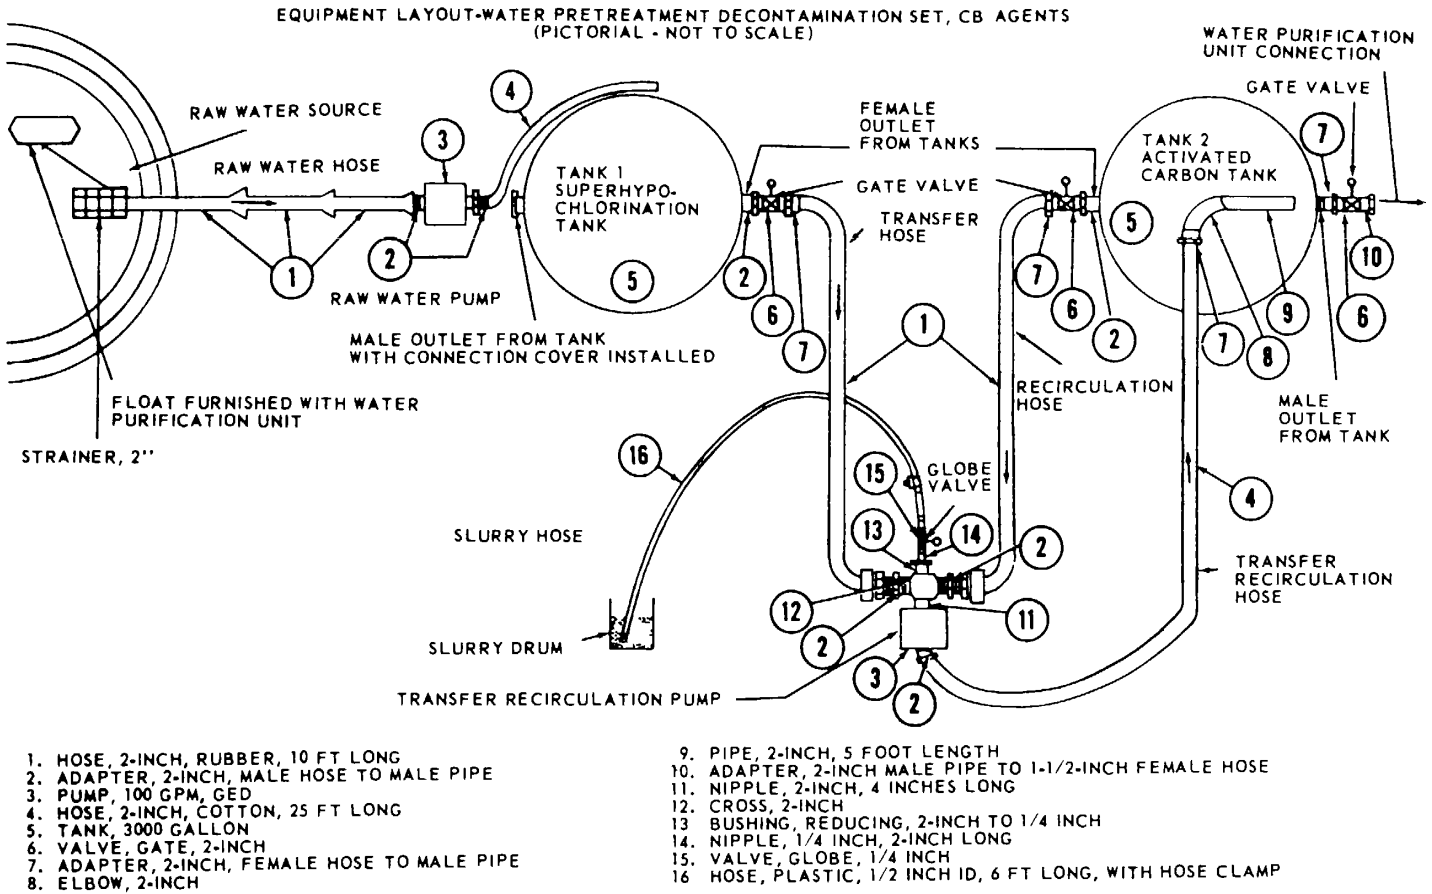 EQUIPMENT LAYOUT-WATER PRETREATMENT DECONTAMINATION SET, CB AGENTS
(PICTORIAL - NOT TO SCALE)
WATER PURIFICATION
UNIT CONNECTION
GATE VALVE
RAW WATER SOURCE
RAW WATER HOSE
4
3
TANK 1
SUPERHYPO-
CHLORINATION
TANK
5
FEMALE
OUTLET
FROM TANKS
GATE VALVE
TRANSFER
HOSE
TANK 2
ACTIVATED
CARBON TANK
5
7
1
2
RAW WATER PUMP
MALE OUTLET FROM TANK
WITH CONNECTION COVER INSTALLED
2
6
7
7
6
2
7
8
9
6
10
1
RECIRCULATION
HOSE
MALE
OUTLET
FROM TANK
FLOAT FURNISHED WITH WATER
PURIFICATION UNIT
STRAINER, 2''
16
15
GLOBE
VALVE
4
SLURRY HOSE
13
14
2
TRANSFER
RECIRCULATION
HOSE
12
11
2
SLURRY DRUM
3
2
TRANSFER RECIRCULATION PUMP
1. HOSE, 2-INCH, RUBBER, 10 FT LONG
2. ADAPTER, 2-INCH, MALE HOSE TO MALE PIPE
3. PUMP, 100 GPM, GED
4. HOSE, 2-INCH, COTTON, 25 FT LONG
5. TANK, 3000 GALLON
6. VALVE, GATE, 2-INCH
7. ADAPTER, 2-INCH, FEMALE HOSE TO MALE PIPE
8. ELBOW, 2-INCH
9. PIPE, 2-INCH, 5 FOOT LENGTH
10. ADAPTER, 2-INCH MALE PIPE TO 1-1/2-INCH FEMALE HOSE
11. NIPPLE, 2-INCH, 4 INCHES LONG
12. CROSS, 2-INCH
13 BUSHING, REDUCING, 2-INCH TO 1/4 INCH
14. NIPPLE, 1/4 INCH, 2-INCH LONG
15. VALVE, GLOBE, 1/4 INCH
16 HOSE, PLASTIC, 1/2 INCH ID, 6 FT LONG, WITH HOSE CLAMP